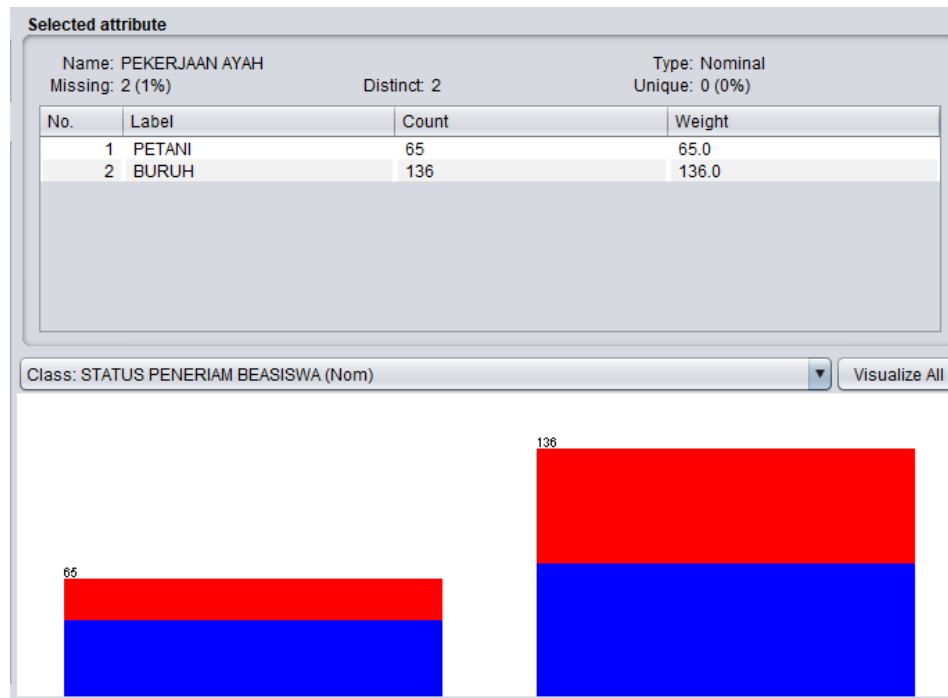 Selected attribute
Name: PEKERJAAN AYAH Type: Nominal
Missing: 2 (1%) Distinct: 2 Unique: 0 (0%)
No. Label Count Weight
1 PETANI 65 65.0
2 BURUH 136 136.0
Class: STATUS PENERIAM BEASISWA (Nom) Visualize All
136
65